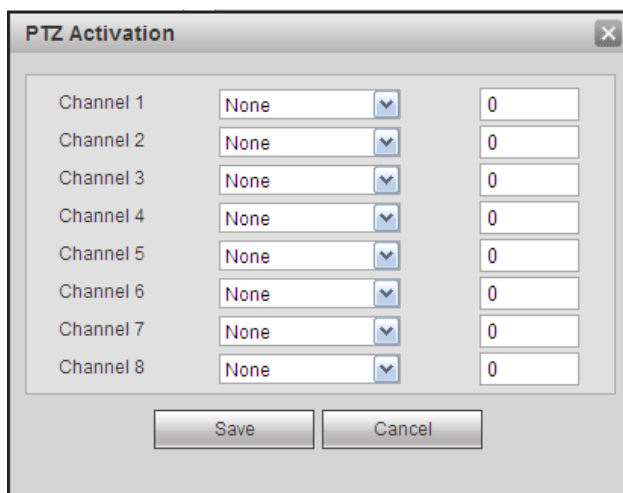 PTZ Activation
Channel 1 None 0
Channel 2 None 0
Channel 3 None 0
Channel 4 None 0
Channel 5 None 0
Channel 6 None 0
Channel 7 None 0
Channel 8 None 0
Save Cancel